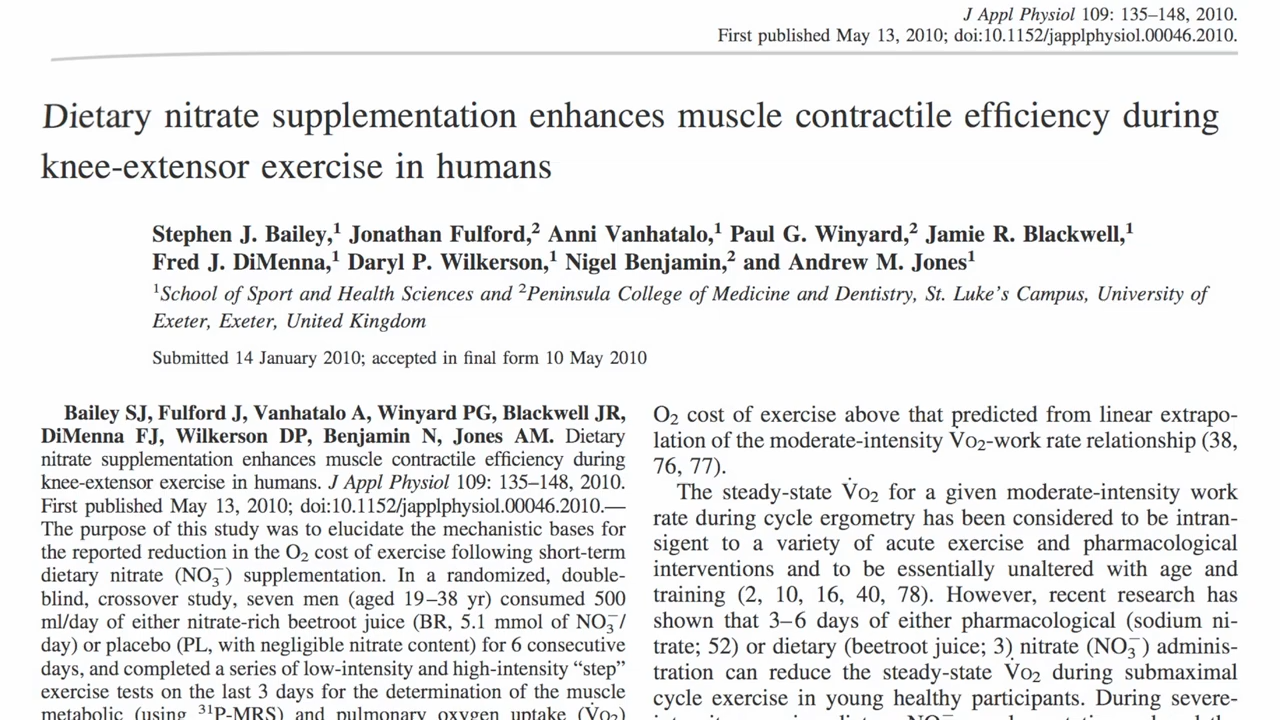 J Appl Physiol 109: 135–148, 2010.
First published May 13, 2010; doi:10.1152/japplphysiol.00046.2010.
Dietary nitrate supplementation enhances muscle contractile efficiency during
knee-extensor exercise in humans
Stephen J. Bailey,¹ Jonathan Fulford,² Anni Vanhatalo,¹ Paul G. Winyard,² Jamie R. Blackwell,¹
Fred J. DiMenna,¹ Daryl P. Wilkerson,¹ Nigel Benjamin,² and Andrew M. Jones¹
¹School of Sport and Health Sciences and ²Peninsula College of Medicine and Dentistry, St. Luke's Campus, University of
Exeter, Exeter, United Kingdom
Submitted 14 January 2010; accepted in final form 10 May 2010
Bailey SJ, Fulford J, Vanhatalo A, Winyard PG, Blackwell JR,
DiMenna FJ, Wilkerson DP, Benjamin N, Jones AM. Dietary
nitrate supplementation enhances muscle contractile efficiency during
knee-extensor exercise in humans. J Appl Physiol 109: 135–148, 2010.
First published May 13, 2010; doi:10.1152/japplphysiol.00046.2010.—
The purpose of this study was to elucidate the mechanistic bases for
the reported reduction in the O₂ cost of exercise following short-term
dietary nitrate (NO₃⁻) supplementation. In a randomized, double-
blind, crossover study, seven men (aged 19–38 yr) consumed 500
ml/day of either nitrate-rich beetroot juice (BR, 5.1 mmol of NO₃⁻/
day) or placebo (PL, with negligible nitrate content) for 6 consecutive
days, and completed a series of low-intensity and high-intensity “step”
exercise tests on the last 3 days for the determination of the muscle
metabolic (using ³¹P-MRS) and pulmonary oxygen uptake (V̇o₂)
O₂ cost of exercise above that predicted from linear extrapo-
lation of the moderate-intensity V̇o₂-work rate relationship (38,
76, 77).
The steady-state V̇o₂ for a given moderate-intensity work
rate during cycle ergometry has been considered to be intran-
sigent to a variety of acute exercise and pharmacological
interventions and to be essentially unaltered with age and
training (2, 10, 16, 40, 78). However, recent research has
shown that 3–6 days of either pharmacological (sodium ni-
trate; 52) or dietary (beetroot juice; 3) nitrate (NO₃⁻) adminis-
tration can reduce the steady-state V̇o₂ during submaximal
cycle exercise in young healthy participants. During severe-